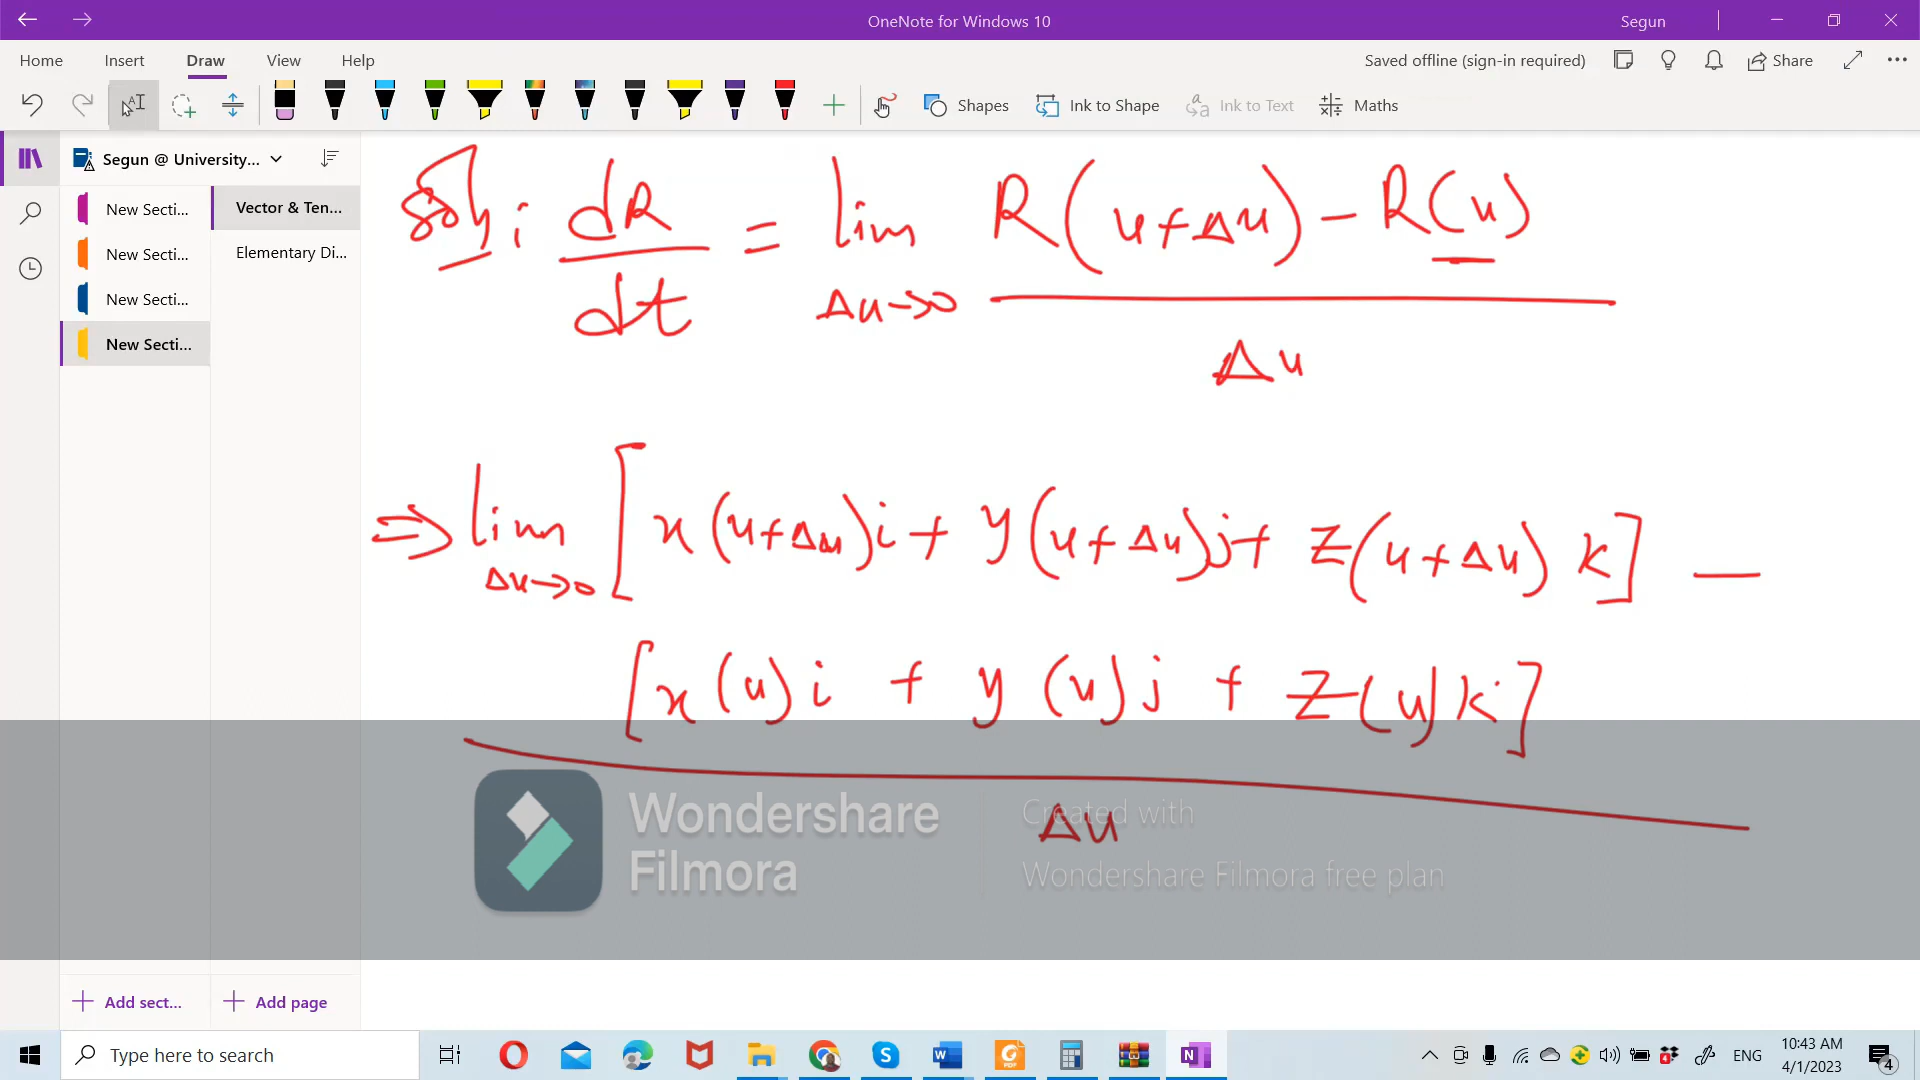 OneNote for Windows 10
Segun
Home Insert Draw View Help
Saved offline (sign-in required)
Share
Shapes
Ink to Shape
Ink to Text
Maths
Segun @ University...
New Secti...
New Secti...
New Secti...
New Secti...
Vector & Ten...
Elementary Di...
Soln: dR/dt = lim Δu→0 R(u+Δu) - R(u)
Δu
⇒ lim Δu→0 [x(u+Δu)i + y(u+Δu)j + z(u+Δu)k] —
[x(u)i + y(u)j + z(u)k]
Δu
Wondershare
Filmora
Created with
Wondershare Filmora free plan
Add sect...
Add page
Type here to search
ENG
10:43 AM
4/1/2023
4